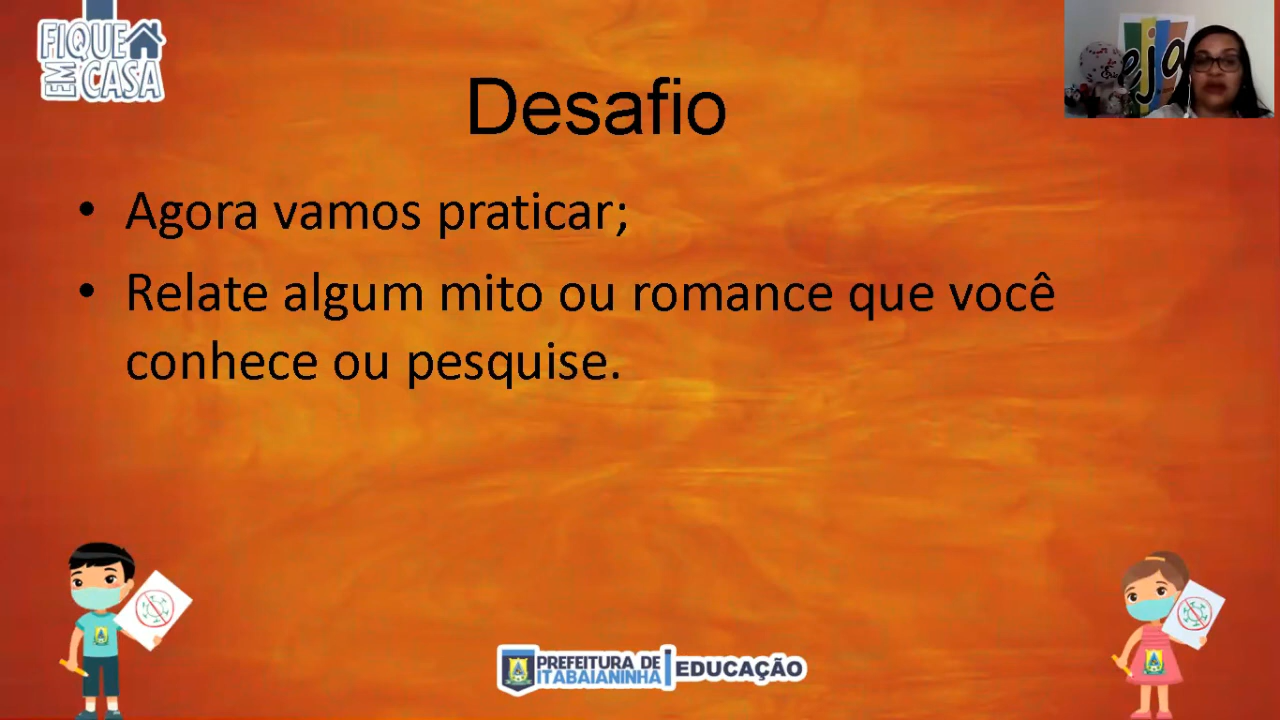 FIQUE
EM CASA
eja
Desafio
• Agora vamos praticar;
• Relate algum mito ou romance que você
conhece ou pesquise.
PREFEITURA DE
ITABAIANINHA
EDUCAÇÃO